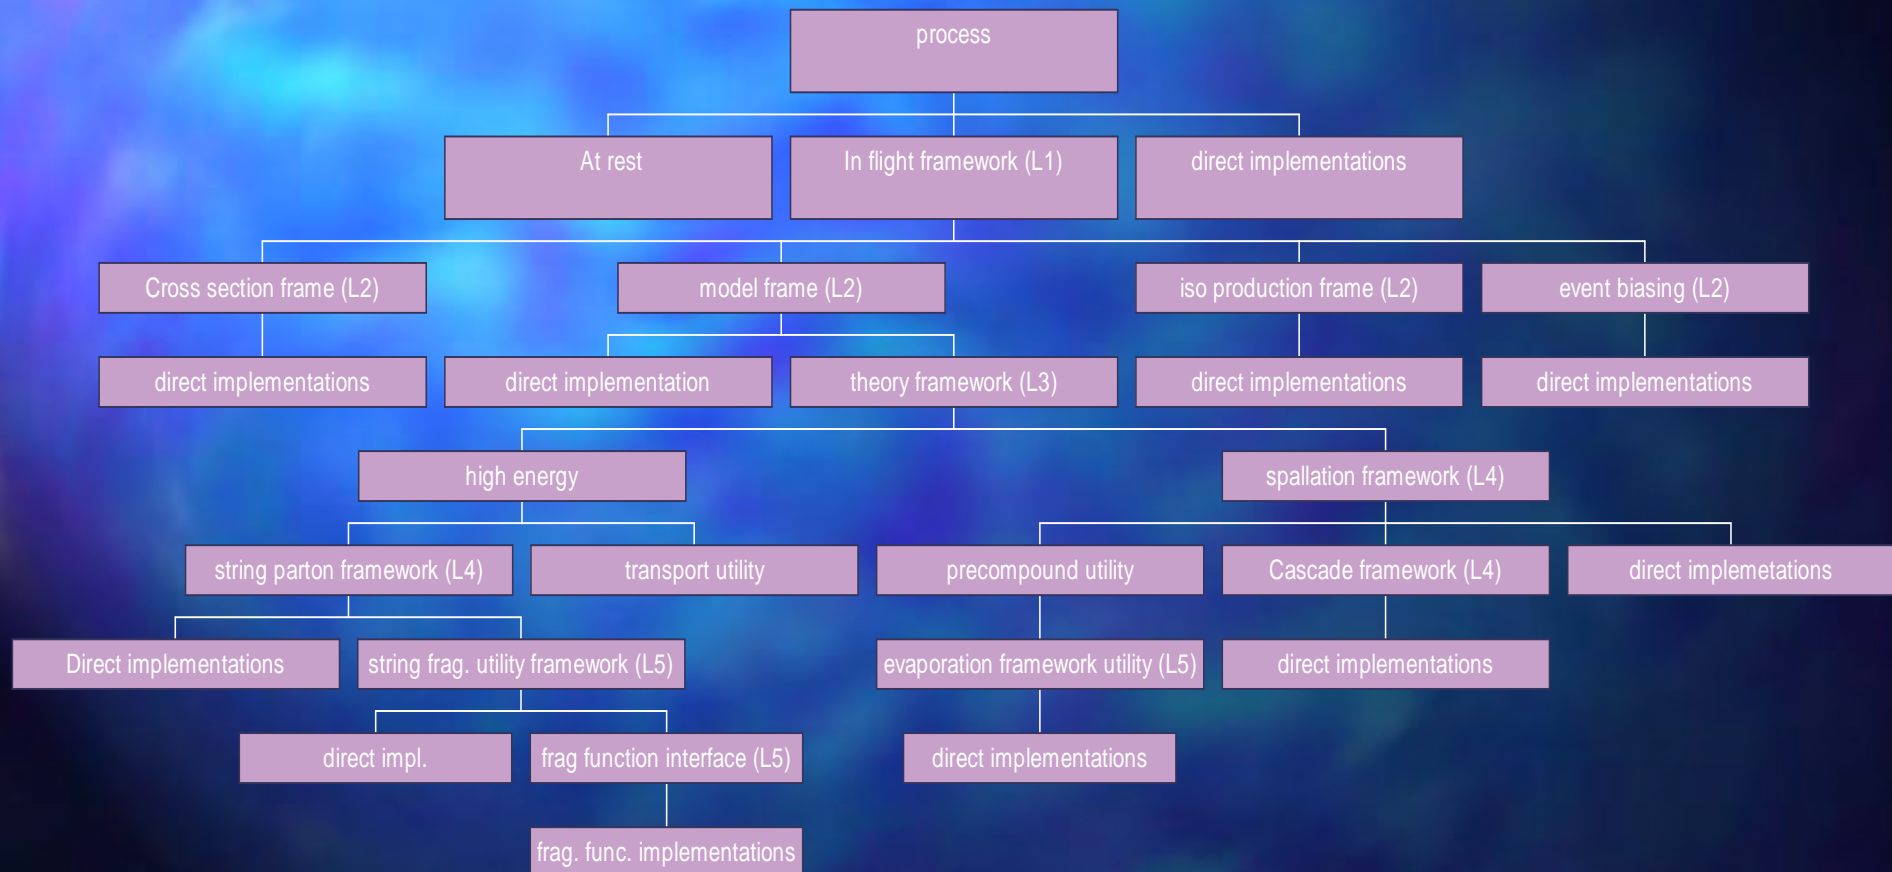 process
At rest
In flight framework (L1)
direct implementations
Cross section frame (L2)
model frame (L2)
iso production frame (L2)
event biasing (L2)
direct implementations
direct implementation
theory framework (L3)
direct implementations
direct implementations
high energy
spallation framework (L4)
string parton framework (L4)
transport utility
precompound utility
Cascade framework (L4)
direct implemetations
Direct implementations
string frag. utility framework (L5)
evaporation framework utility (L5)
direct implementations
direct impl.
frag function interface (L5)
direct implementations
frag. func. implementations